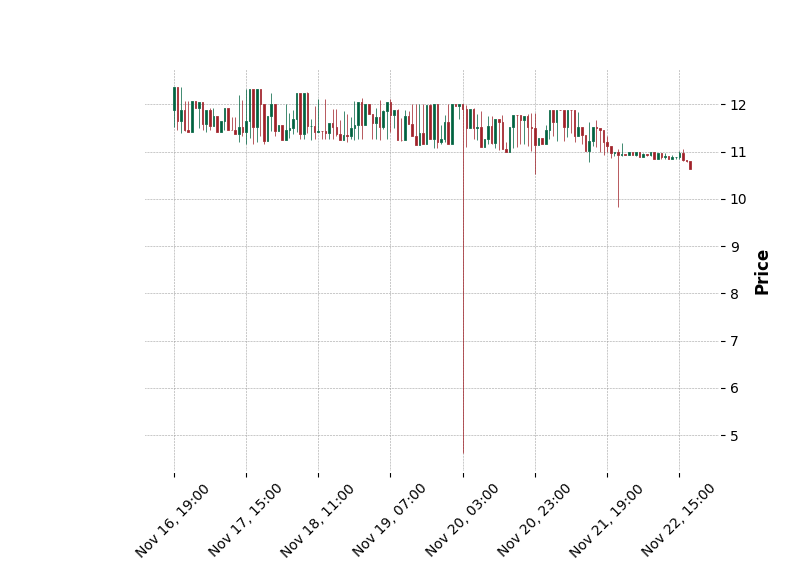 12
11
10
9
8
7
6
5
Price
Nov 16, 19:00
Nov 17, 15:00
Nov 18, 11:00
Nov 19, 07:00
Nov 20, 03:00
Nov 20, 23:00
Nov 21, 19:00
Nov 22, 15:00